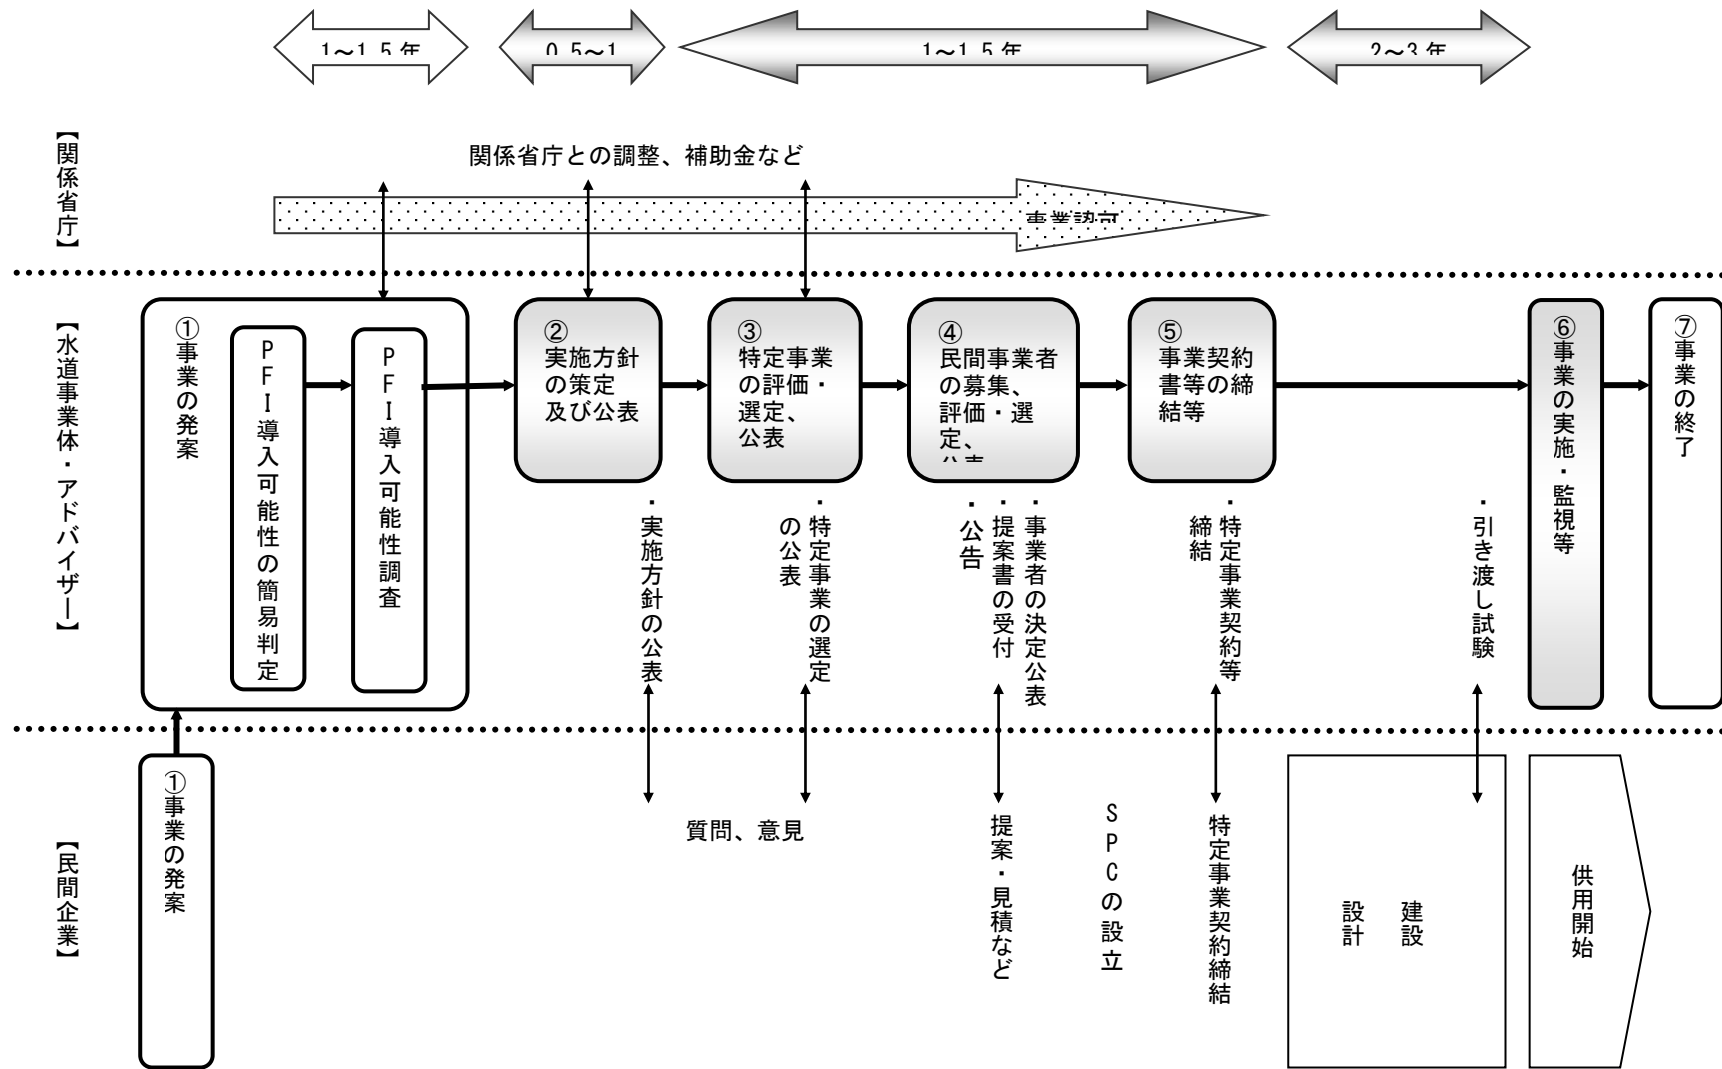 1～1.5年
0.5～1
1～1.5年
2～3年
【関係省庁】
関係省庁との調整、補助金など
事業認可
【水道事業体・アドバイザー】
①事業の発案
PFI導入可能性の簡易判定
PFI導入可能性調査
②
実施方針
の策定
及び公表
③
特定事業
の評価・
選定、
公表
④
民間事業者
の募集、
評価・選
定、
公表
⑤
事業契約
書等の締
結等
⑥事業の実施・監視等
⑦事業の終了
・実施方針の公表
・特定事業の選定
の公表
・事業者の決定公表
・提案書の受付
・公告
・特定事業契約等
締結
・引き渡し試験
【民間企業】
①事業の発案
質問、意見
提案・見積など
SPCの設立
特定事業契約締結
設計
建設
供用開始